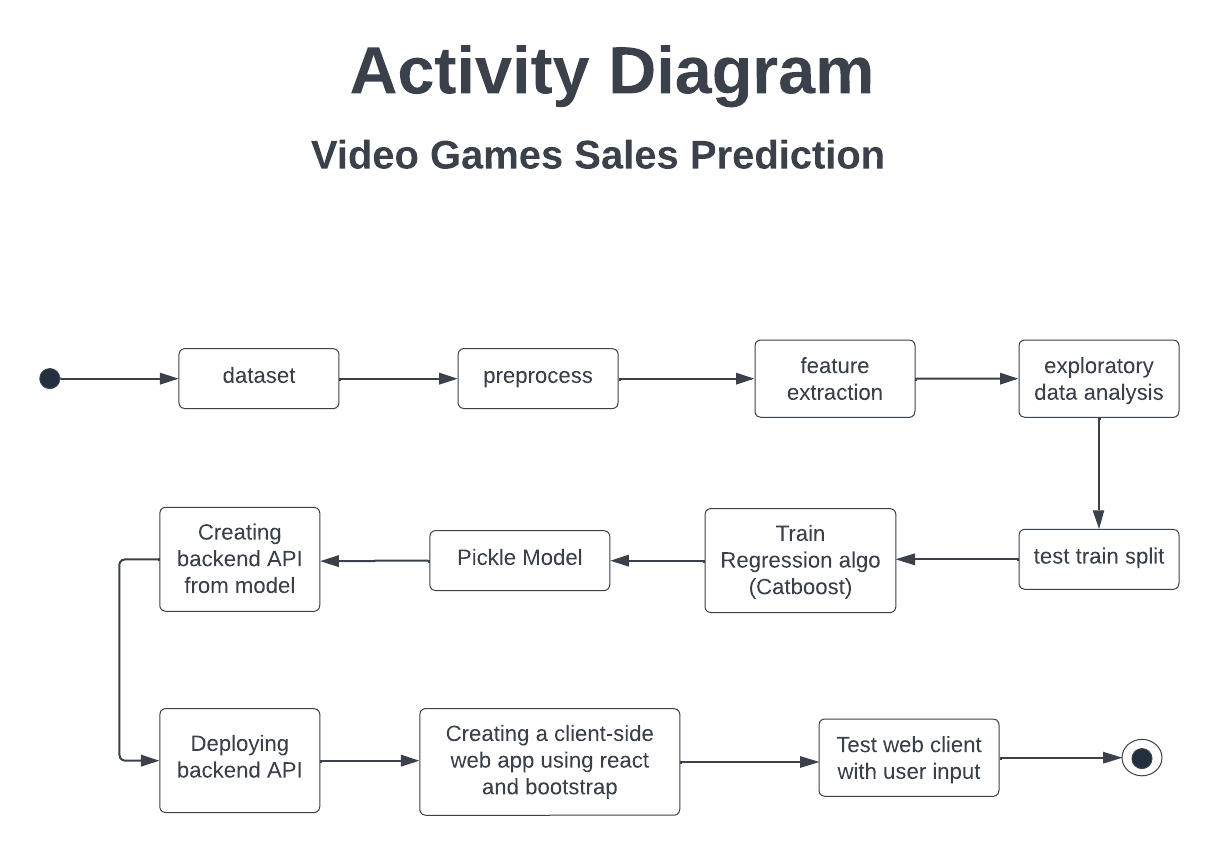 Activity Diagram
Video Games Sales Prediction
dataset
preprocess
feature
extraction
exploratory
data analysis
test train split
Train
Regression algo
(Catboost)
Pickle Model
Creating
backend API
from model
Deploying
backend API
Creating a client-side
web app using react
and bootstrap
Test web client
with user input